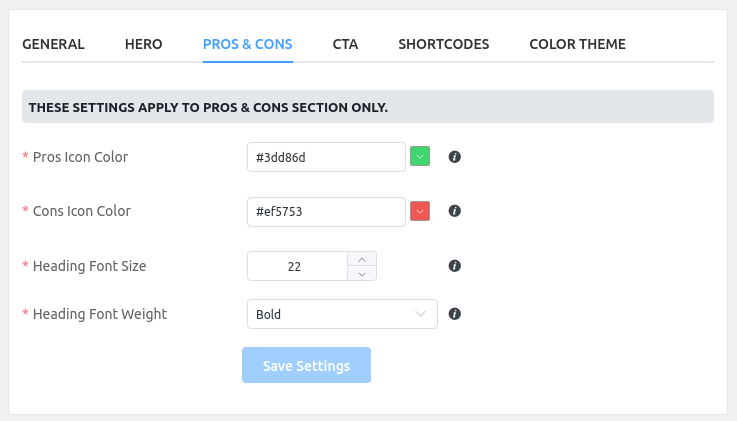 GENERAL HERO PROS & CONS CTA SHORTCODES COLOR THEME
THESE SETTINGS APPLY TO PROS & CONS SECTION ONLY.
* Pros Icon Color #3dd86d i
* Cons Icon Color #ef5753 i
* Heading Font Size 22 i
* Heading Font Weight Bold i
Save Settings